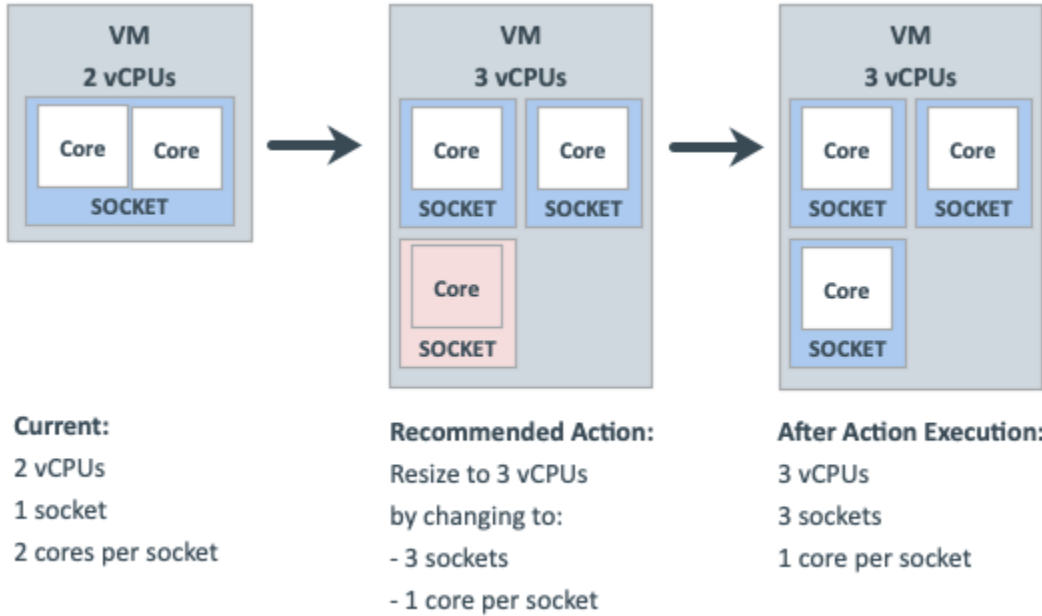 VM
2 vCPUs
Core
Core
SOCKET
VM
3 vCPUs
Core
Core
SOCKET
SOCKET
Core
SOCKET
VM
3 vCPUs
Core
Core
SOCKET
SOCKET
Core
SOCKET
Current:
2 vCPUs
1 socket
2 cores per socket
Recommended Action:
Resize to 3 vCPUs
by changing to:
- 3 sockets
- 1 core per socket
After Action Execution:
3 vCPUs
3 sockets
1 core per socket